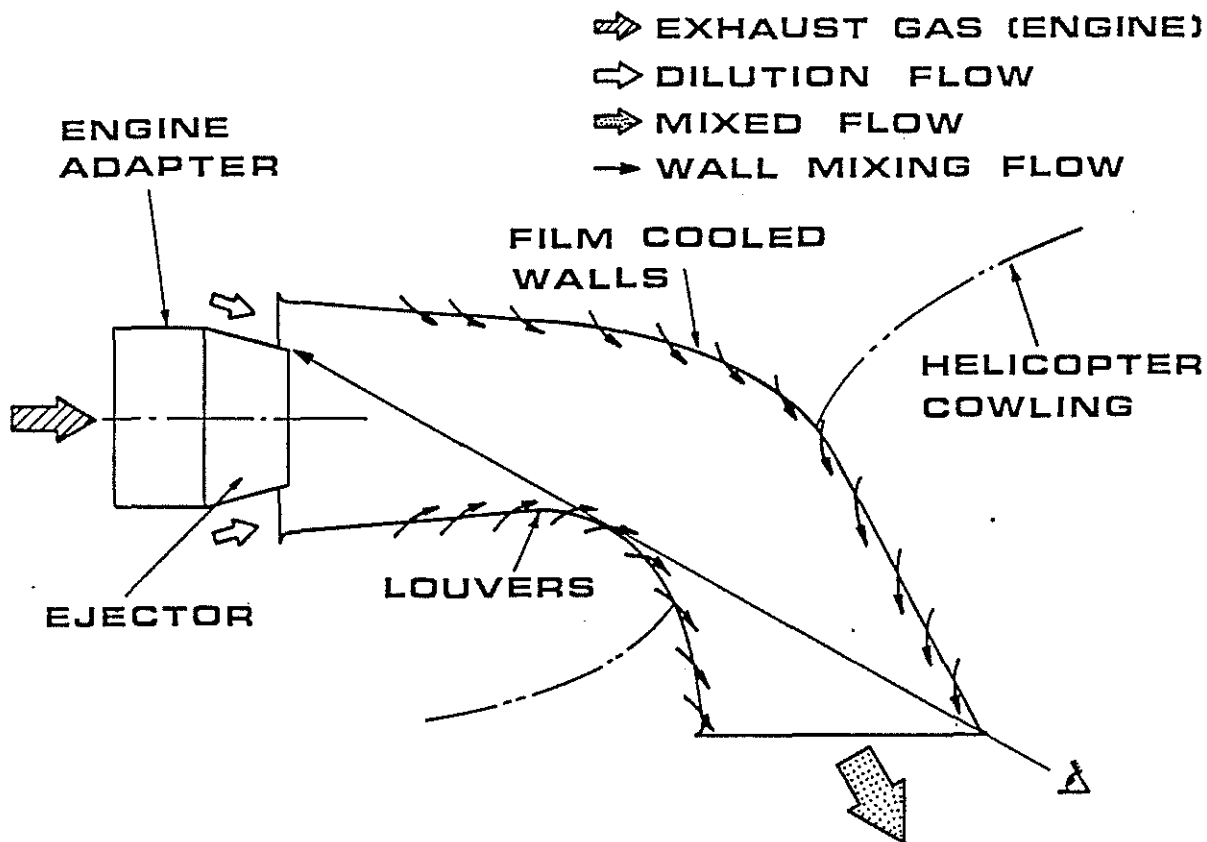 EXHAUST GAS (ENGINE)
DILUTION FLOW
MIXED FLOW
WALL MIXING FLOW
ENGINE
ADAPTER
FILM COOLED
WALLS
HELICOPTER
COWLING
LOUVERS
EJECTOR